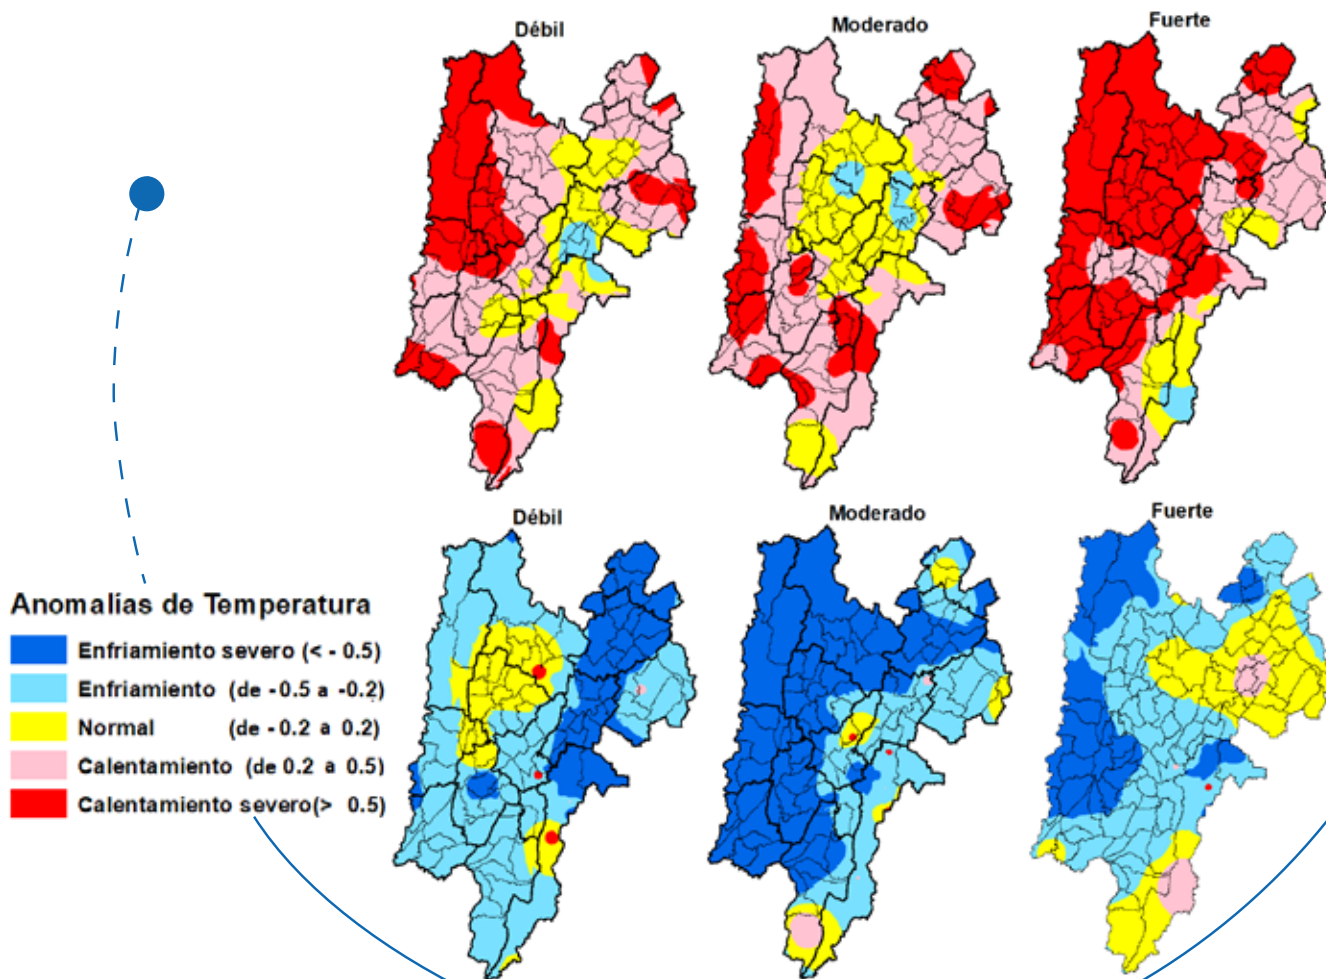 Débil
Moderado
Fuerte
Débil
Moderado
Fuerte
Anomalias de Temperatura
Enfriamiento severo (< - 0.5)
Enfriamiento (de -0.5 a -0.2)
Normal (de -0.2 a 0.2)
Calentamiento (de 0.2 a 0.5)
Calentamiento severo(> 0.5)